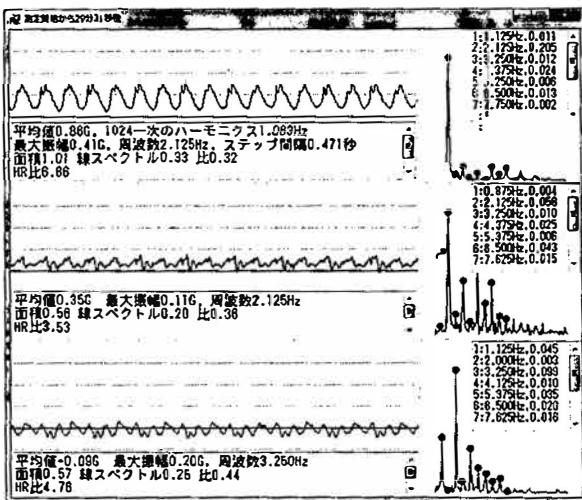 測定開始から29分31秒後
1:1.125Hz,0.011
2:2.125Hz,0.205
3:3.250Hz,0.012
4:4.375Hz,0.024
5:5.250Hz,0.006
6:6.500Hz,0.013
7:7.750Hz,0.002
平均値0.86G, 1024一次のハーモニクス1.063Hz
最大振幅0.41G, 周波数2.125Hz, ステップ間隔0.471秒
面積1.01 線スペクトル0.33 比0.32
HR比6.86
1:0.875Hz,0.004
2:2.125Hz,0.056
3:3.250Hz,0.010
4:4.375Hz,0.025
5:5.375Hz,0.006
6:6.500Hz,0.043
7:7.625Hz,0.015
平均値0.35G 最大振幅0.11G, 周波数2.125Hz
面積0.56 線スペクトル0.20 比0.36
HR比3.53
1:1.125Hz,0.045
2:2.000Hz,0.003
3:3.250Hz,0.099
4:4.125Hz,0.010
5:5.375Hz,0.035
6:6.500Hz,0.020
7:7.625Hz,0.016
平均値-0.09G 最大振幅0.20G, 周波数3.250Hz
面積0.57 線スペクトル0.25 比0.44
HR比4.76